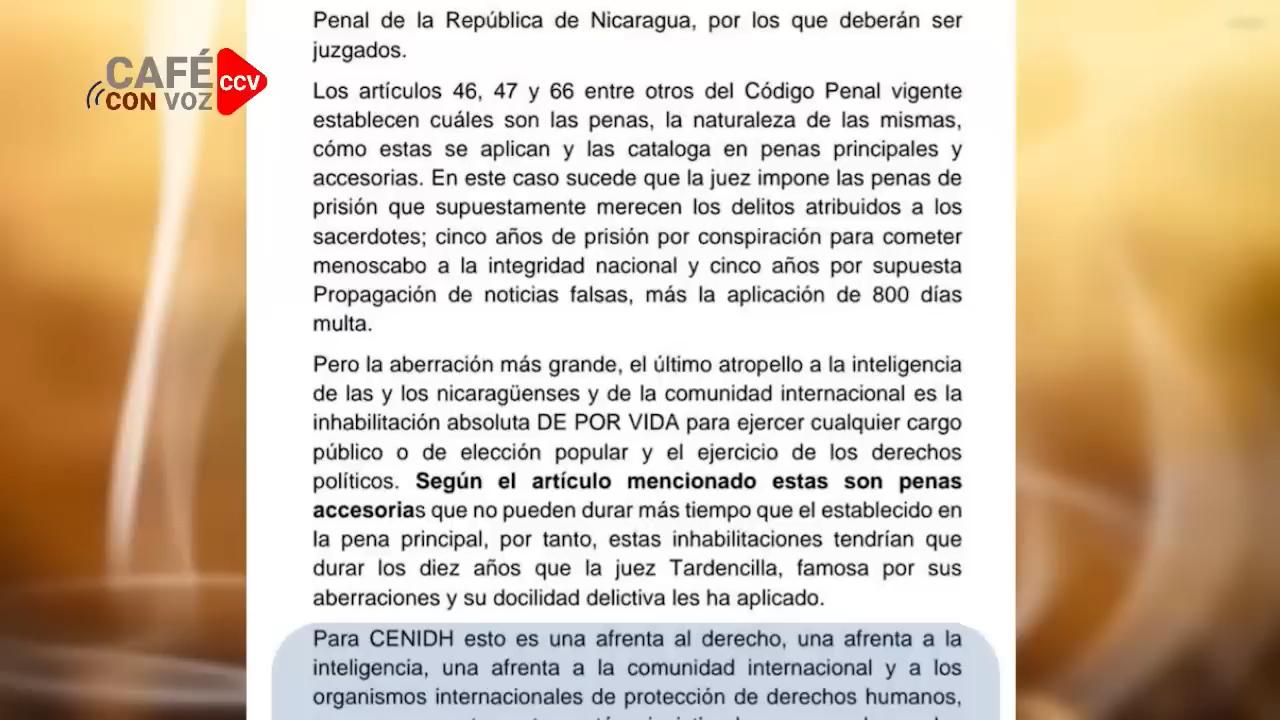 CAFÉ
CON VOZ
CCV
Penal de la República de Nicaragua, por los que deberán ser
juzgados.
Los artículos 46, 47 y 66 entre otros del Código Penal vigente
establecen cuáles son las penas, la naturaleza de las mismas,
cómo estas se aplican y las cataloga en penas principales y
accesorias. En este caso sucede que la juez impone las penas de
prisión que supuestamente merecen los delitos atribuidos a los
sacerdotes; cinco años de prisión por conspiración para cometer
menoscabo a la integridad nacional y cinco años por supuesta
Propagación de noticias falsas, más la aplicación de 800 días
multa.
Pero la aberración más grande, el último atropello a la inteligencia
de las y los nicaragüenses y de la comunidad internacional es la
inhabilitación absoluta DE POR VIDA para ejercer cualquier cargo
público o de elección popular y el ejercicio de los derechos
políticos. Según el artículo mencionado estas son penas
accesorias que no pueden durar más tiempo que el establecido en
la pena principal, por tanto, estas inhabilitaciones tendrían que
durar los diez años que la juez Tardencilla, famosa por sus
aberraciones y su docilidad delictiva les ha aplicado.
Para CENIDH esto es una afrenta al derecho, una afrenta a la
inteligencia, una afrenta a la comunidad internacional y a los
organismos internacionales de protección de derechos humanos,